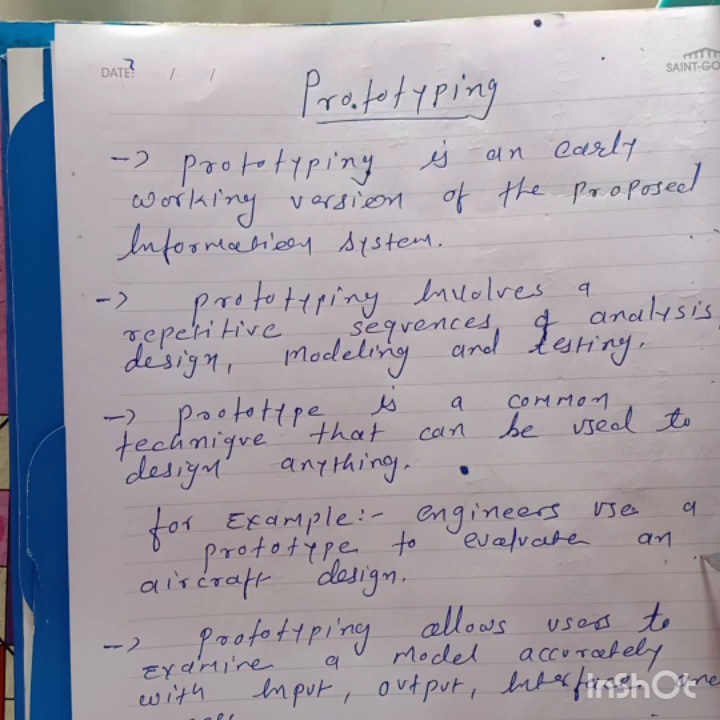 DATE: / /
SAINT-GO
Prototyping
-> Prototyping is an early
working version of the proposed
Information System.
-> prototyping Involves a
repetitive sequences of analysis,
design, modeling and testing.
-> prototype is a common
technique that can be used to
design anything.
for Example:- engineers use a
prototype to evaluate an
aircraft design.
-> prototyping allows users to
Examine a model accurately
with Input, output, Interface
InShot